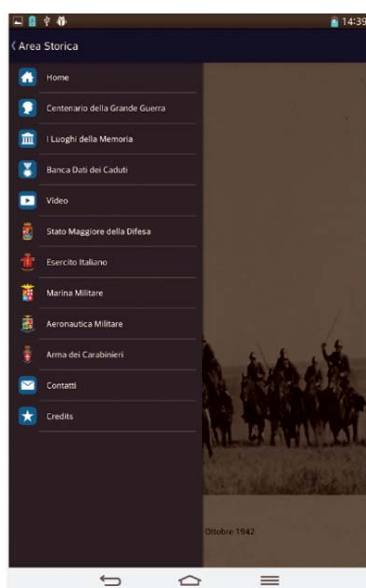 14:39
Area Storica
Home
Centenario della Grande Guerra
I Luoghi della Memoria
Banca Dati dei Caduti
Video
Stato Maggiore della Difesa
Esercito Italiano
Marina Militare
Aeronautica Militare
Arma dei Carabinieri
Contatti
Credits
Ottobre 1942